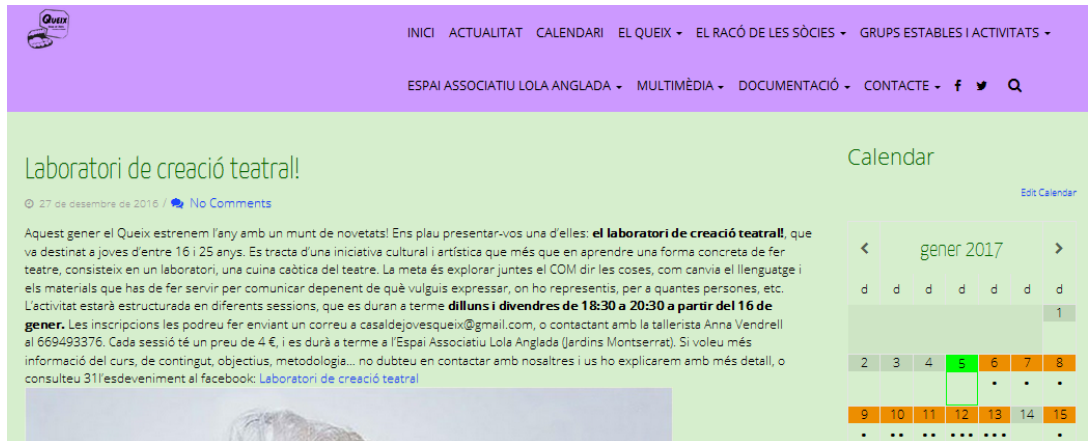 Queix
INICI ACTUALITAT CALENDARI EL QUEIX EL RACÓ DE LES SÒCIES GRUPS ESTABLES I ACTIVITATS
ESPAI ASSOCIATIU LOLA ANGLADA MULTIMÈDIA DOCUMENTACIÓ CONTACTE
Laboratori de creació teatral!
27 de desembre de 2016 / No Comments
Aquest gener el Queix estrenem l’any amb un munt de novetats! Ens plau presentar-vos una d’elles: el laboratori de creació teatral!, que
va destinat a joves d’entre 16 i 25 anys. Es tracta d’una iniciativa cultural i artística que més que en aprendre una forma concreta de fer
teatre, consisteix en un laboratori, una cuina caòtica del teatre. La meta és explorar juntes el COM dir les coses, com canvia el llenguatge i
els materials que has de fer servir per comunicar depenent de què vulguis expressar, on ho representis, per a quantes persones, etc.
L’activitat estarà estructurada en diferents sessions, que es duran a terme dilluns i divendres de 18:30 a 20:30 a partir del 16 de
gener. Les inscripcions les podreu fer enviant un correu a casaldejovesqueix@gmail.com, o contactant amb la tallerista Anna Vendrell
al 669493376. Cada sessió té un preu de 4 €, i es durà a terme a l’Espai Associatiu Lola Anglada (Jardins Montserrat). Si voleu més
informació del curs, de contingut, objectius, metodologia... no dubteu en contactar amb nosaltres i us ho explicarem amb més detall, o
consulteu 31l’esdeveniment al facebook: Laboratori de creació teatral
Calendar
Edit Calendar
gener 2017
d d d d d d d
1
2 3 4 5 6 7 8
9 10 11 12 13 14 15